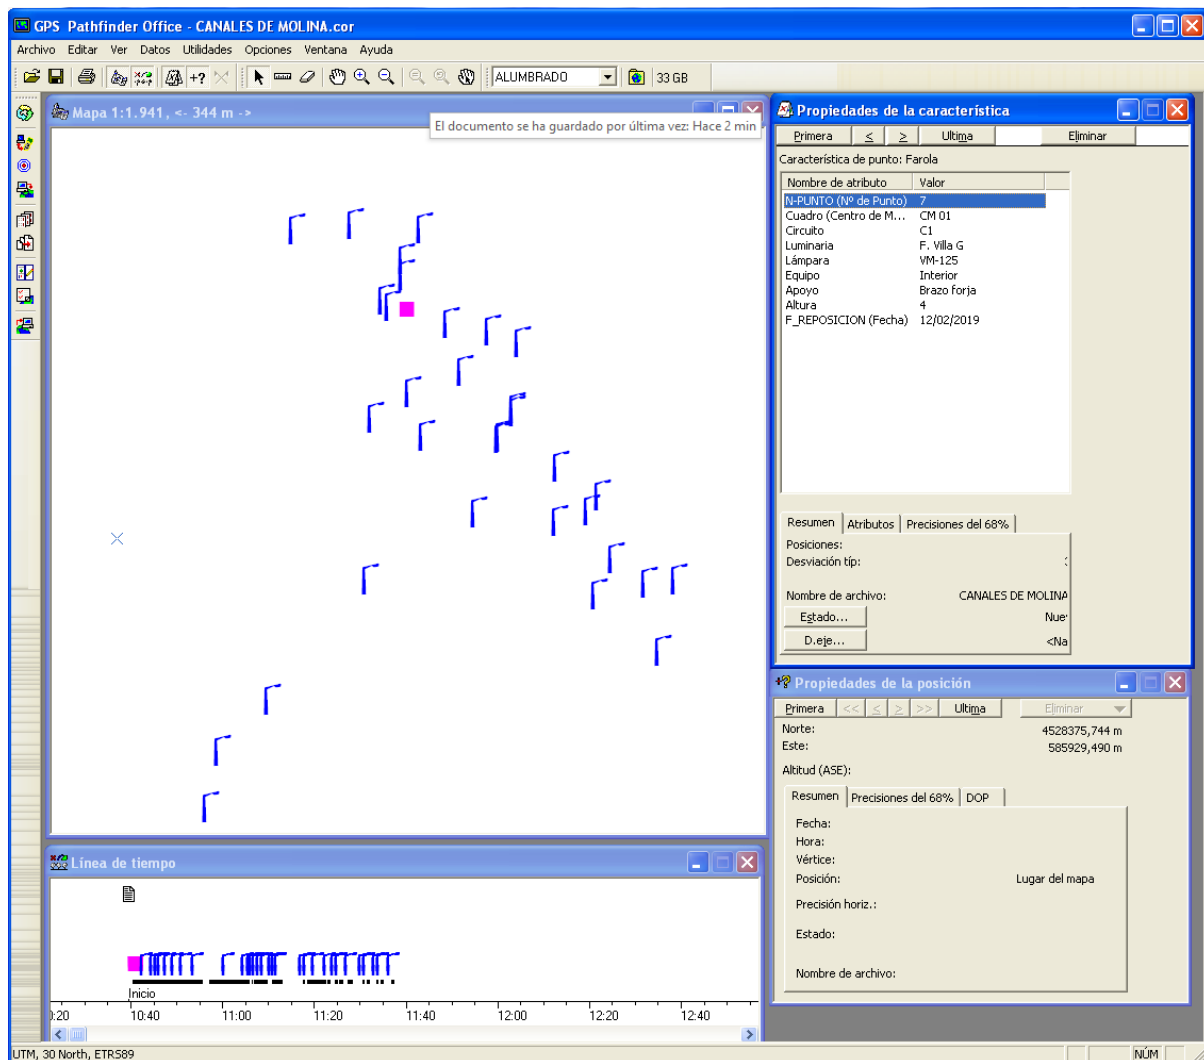 GPS Pathfinder Office - CANALES DE MOLINA.cor
Archivo Editar Ver Datos Utilidades Opciones Ventana Ayuda
+? ALUMBRADO 33 GB
Mapa 1:1.941, <- 344 m ->
El documento se ha guardado por última vez: Hace 2 min
Propiedades de la característica
Primera < > Ultima Eliminar
Característica de punto: Farola
Nombre de atributo Valor
N-PUNTO (Nº de Punto) 7
Cuadro (Centro de M... CM 01
Circuito C1
Luminaria F. Villa G
Lámpara VM-125
Equipo Interior
Apoyo Brazo forja
Altura 4
F_REPOSICION (Fecha) 12/02/2019
Resumen Atributos Precisiones del 68%
Posiciones:
Desviación típ:
Nombre de archivo: CANALES DE MOLINA
Estado... Nue
D.eje... <Na
Propiedades de la posición
Primera << < > >> Ultima Eliminar
Norte: 4528375,744 m
Este: 585929,490 m
Altitud (ASE):
Resumen Precisiones del 68% DOP
Fecha:
Hora:
Vértice:
Posición: Lugar del mapa
Precisión horiz.:
Estado:
Nombre de archivo:
Línea de tiempo
Inicio
):20 10:40 11:00 11:20 11:40 12:00 12:20 12:40
UTM, 30 North, ETRS89 NÚM